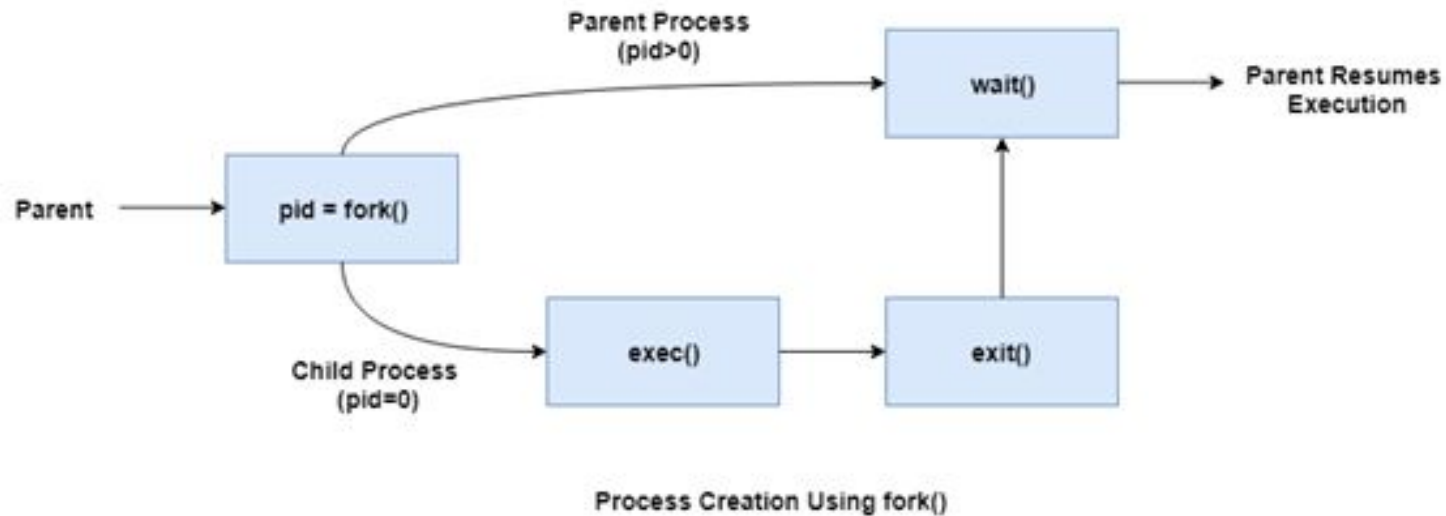 Parent Process
(pid>0)
wait()
Parent Resumes
Execution
Parent
pid = fork()
Child Process
(pid=0)
exec()
exit()
Process Creation Using fork()